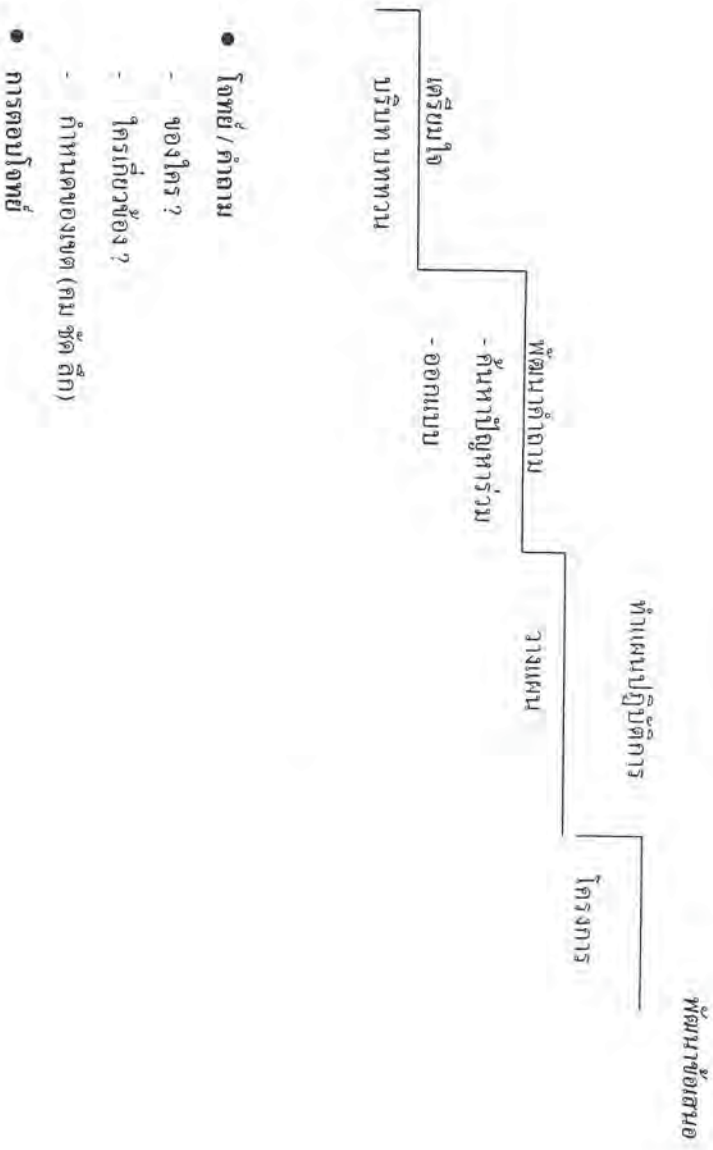 พัฒนาข้อเสนอ
ทำแผนปฏิบัติการ
โครงการ
พัฒนาคำถาม
วางแผน
- ค้นหาปัญหาร่วม
- ออกแบบ
เตรียมใจ
บริบท บททวน
● โจทย์ / คำถาม
- ของใคร ?
- ใครเกี่ยวข้อง ?
- กำหนดขอบเขต (คม ชัด ลึก)
● การตอบโจทย์